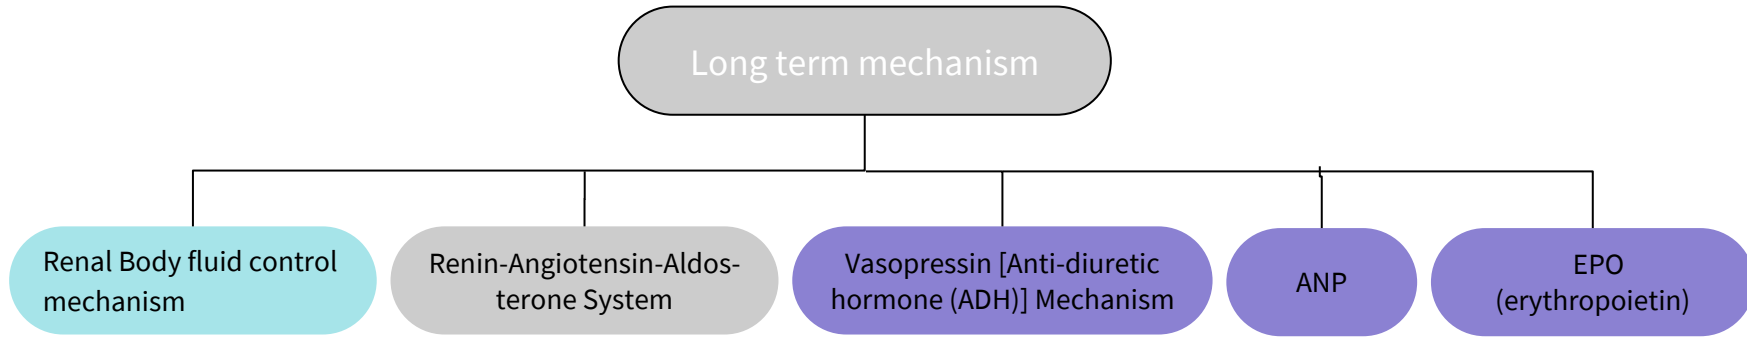 Long term mechanism
Renal Body fluid control
mechanism
Renin-Angiotensin-Aldos-
terone System
Vasopressin [Anti-diuretic
hormone (ADH)] Mechanism
ANP
EPO
(erythropoietin)